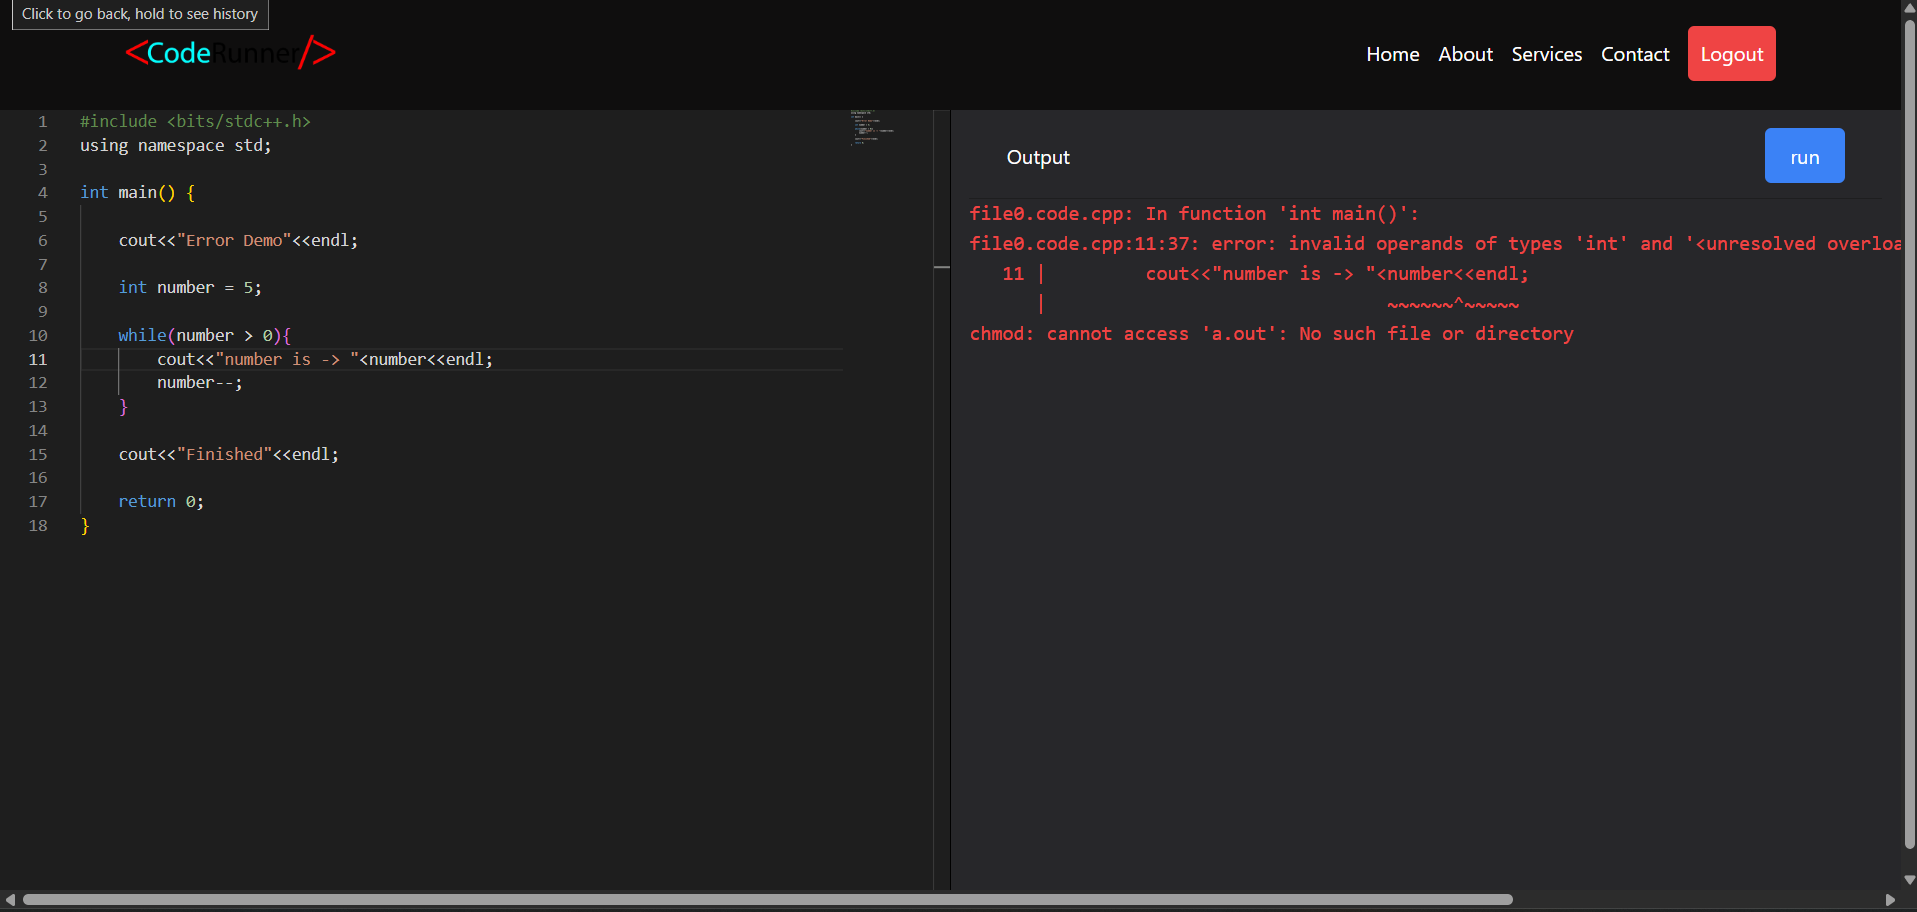 Click to go back, hold to see history
<CodeRunner/>
Home About Services Contact Logout
1 #include <bits/stdc++.h>
2 using namespace std;
3
4 int main() {
5
6 cout<<"Error Demo"<<endl;
7
8 int number = 5;
9
10 while(number > 0){
11 cout<<"number is -> "<number<<endl;
12 number--;
13 }
14
15 cout<<"Finished"<<endl;
16
17 return 0;
18 }
Output
run
file0.code.cpp: In function 'int main()':
file0.code.cpp:11:37: error: invalid operands of types 'int' and '<unresolved overloa
11 | cout<<"number is -> "<number<<endl;
| ~~~~~~^~~~~~
chmod: cannot access 'a.out': No such file or directory